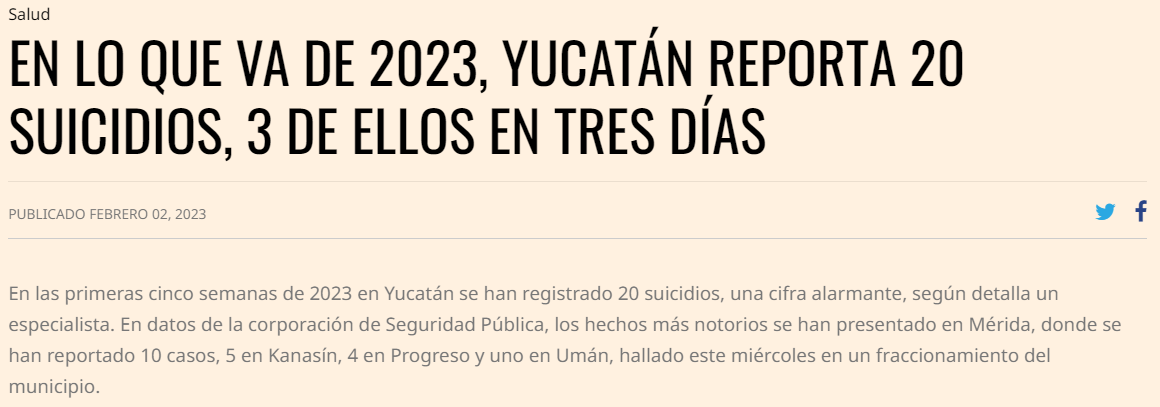 Salud
EN LO QUE VA DE 2023, YUCATÁN REPORTA 20
SUICIDIOS, 3 DE ELLOS EN TRES DÍAS
PUBLICADO FEBRERO 02, 2023
En las primeras cinco semanas de 2023 en Yucatán se han registrado 20 suicidios, una cifra alarmante, según detalla un
especialista. En datos de la corporación de Seguridad Pública, los hechos más notorios se han presentado en Mérida, donde se
han reportado 10 casos, 5 en Kanasín, 4 en Progreso y uno en Umán, hallado este miércoles en un fraccionamiento del
municipio.